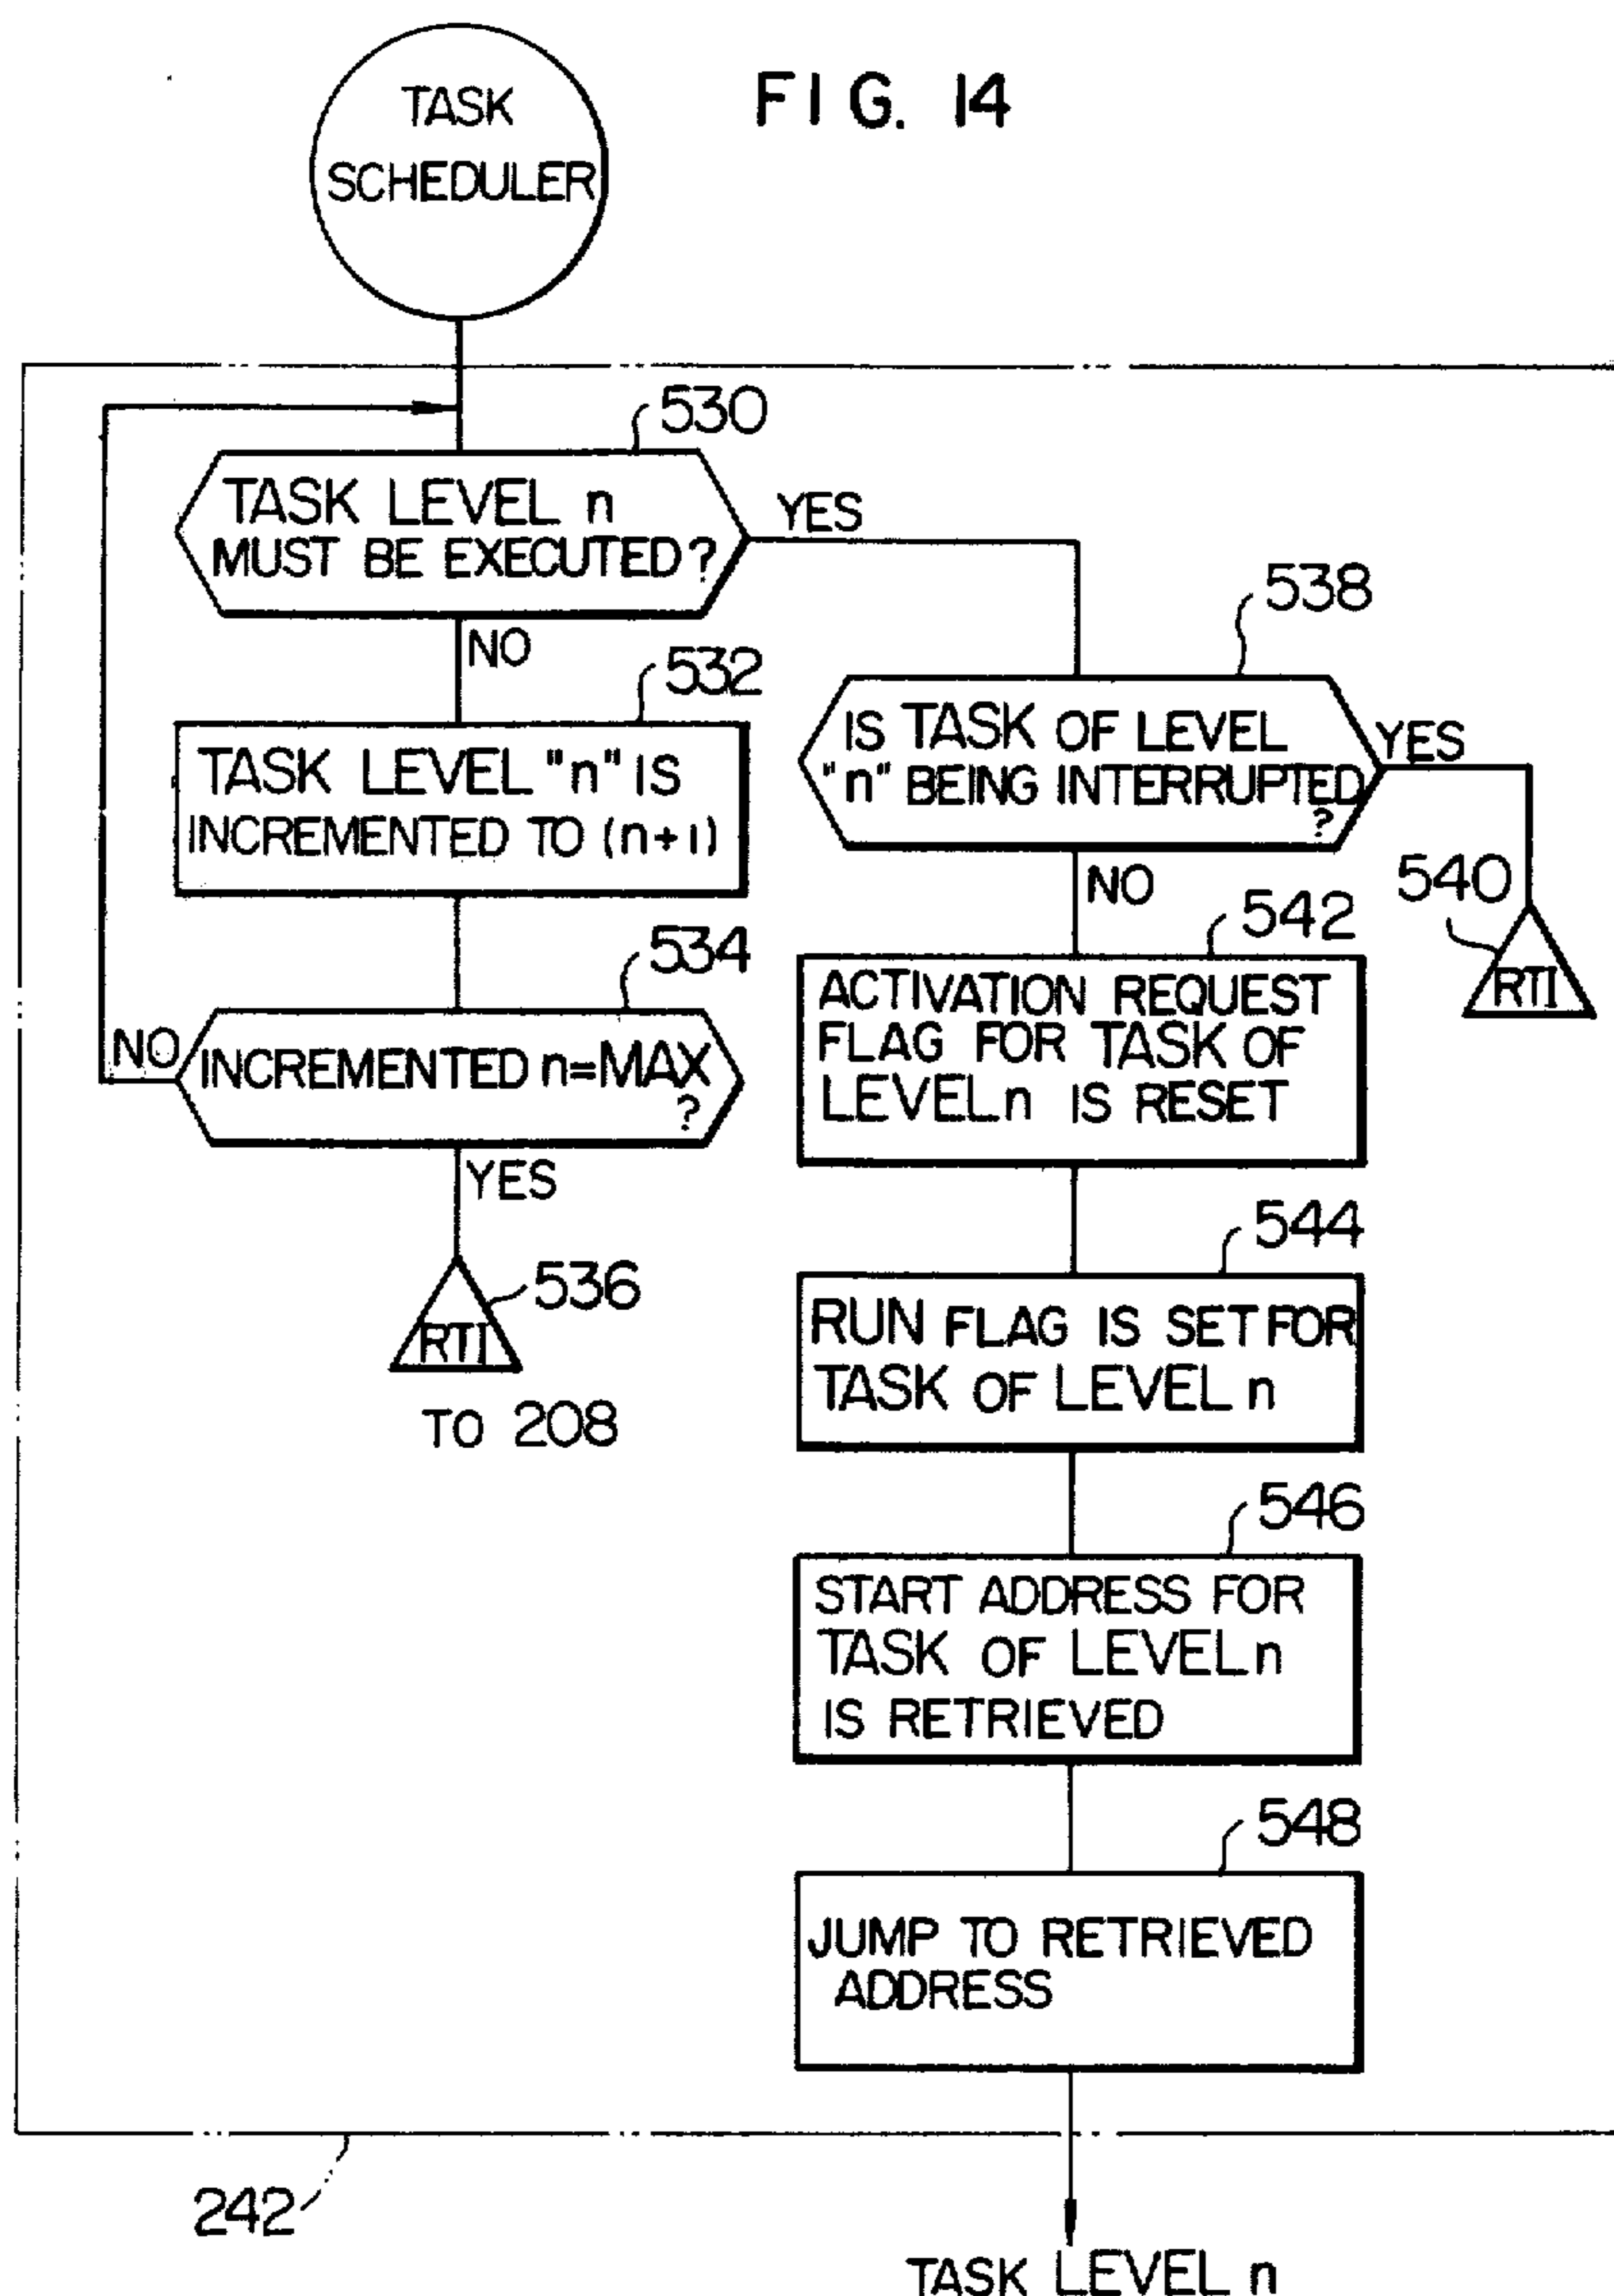 FIG. 14
TASK
SCHEDULER
530
TASK LEVEL n
MUST BE EXECUTED?
YES
NO
532
TASK LEVEL "n" IS
INCREMENTED TO (n+1)
534
INCREMENTED n=MAX
?
NO
YES
536
RTI
TO 208
538
IS TASK OF LEVEL
"n" BEING INTERRUPTED
?
YES
540
RTI
NO
542
ACTIVATION REQUEST
FLAG FOR TASK OF
LEVEL n IS RESET
544
RUN FLAG IS SET FOR
TASK OF LEVEL n
546
START ADDRESS FOR
TASK OF LEVEL n
IS RETRIEVED
548
JUMP TO RETRIEVED
ADDRESS
242
TASK LEVEL n